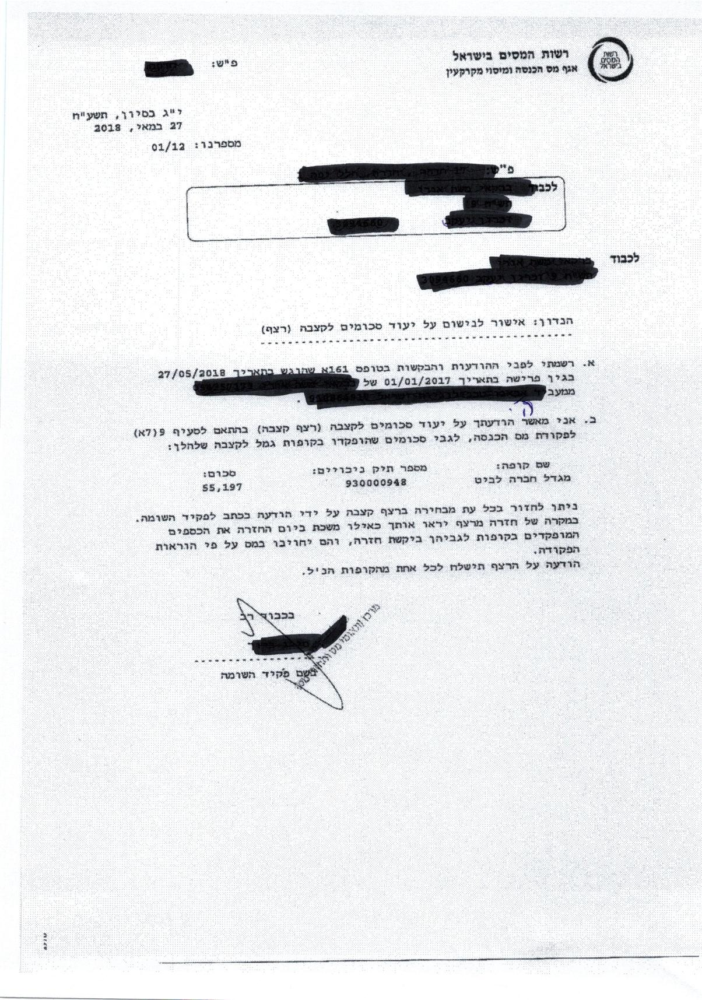 רשות המסים בישראל
אגף מס הכנסה ומיסוי מקרקעין
רשות
המסים
בישראל
פ"ש:
י"ג בסיון, תשע"ח
27 במאי, 2018
מספרנו: 01/12
פ"ש:
לכבוד
לכבוד
הנדון: אישור לנישום על יעוד סכומים לקצבה (רצף)
א. רשמתי לפני ההודעות והבקשות בטופס 161א שהוגש בתאריך 27/05/2018
בגין פרישה בתאריך 01/01/2017 של
ממעביד .
ב. אני מאשר הודעתך על יעוד סכומים לקצבה (רצף קצבה) בהתאם לסעיף 9(7א)
לפקודת מס הכנסה, לגבי סכומים שהופקדו בקופות גמל לקצבה שלהלן:
שם קופה: מספר תיק ניכויים: סכום:
מגדל חברה לביט 930000948 55,197
ניתן לחזור בכל עת מבחירה ברצף קצבה על ידי הודעה בכתב לפקיד השומה.
במקרה של חזרה מרצף יראו אותך כאילו משכת ביום החזרה את הכספים
המופקדים בקופות לגביהן ביקשת חזרה, והם יחויבו במס על פי הוראות
הפקודה.
הודעה על הרצף תישלח לכל אחת מהקופות הנ"ל.
בכבוד רב
בשם פקיד השומה